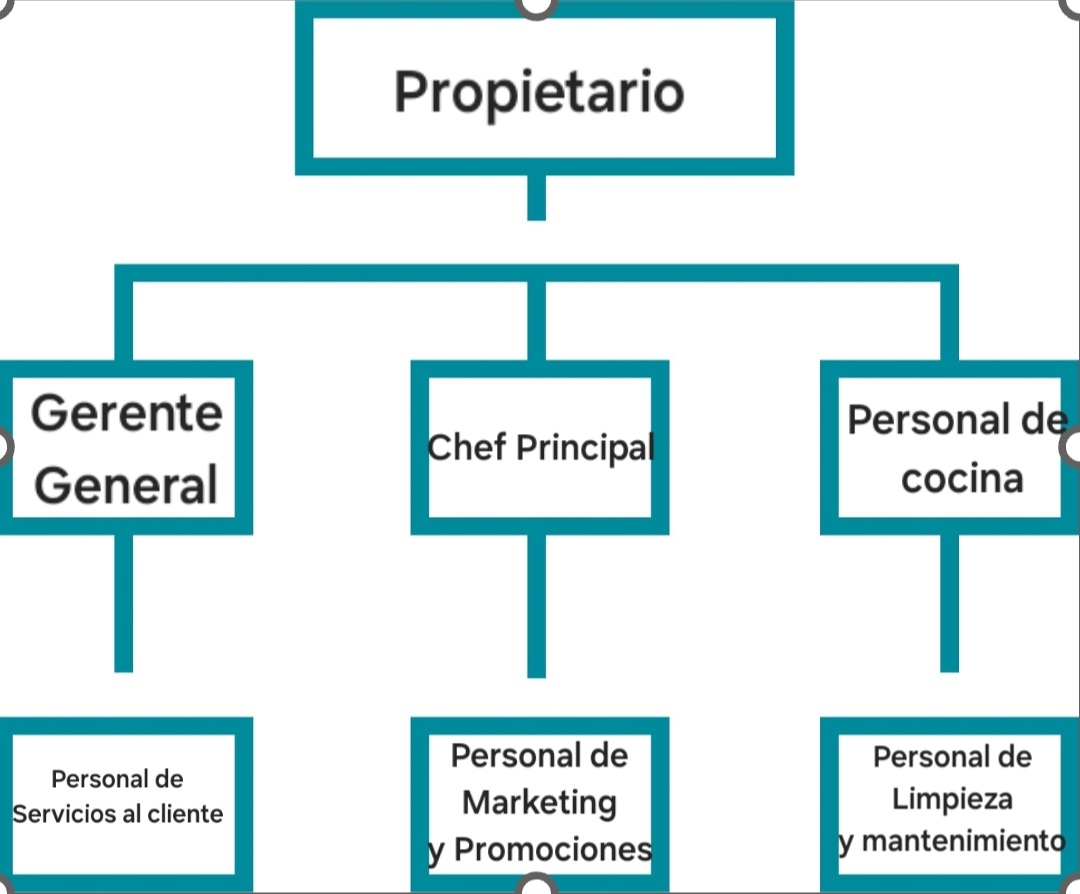 Propietario
Gerente
General
Chef Principal
Personal de
cocina
Personal de
Servicios al cliente
Personal de
Marketing
y Promociones
Personal de
Limpieza
y mantenimiento